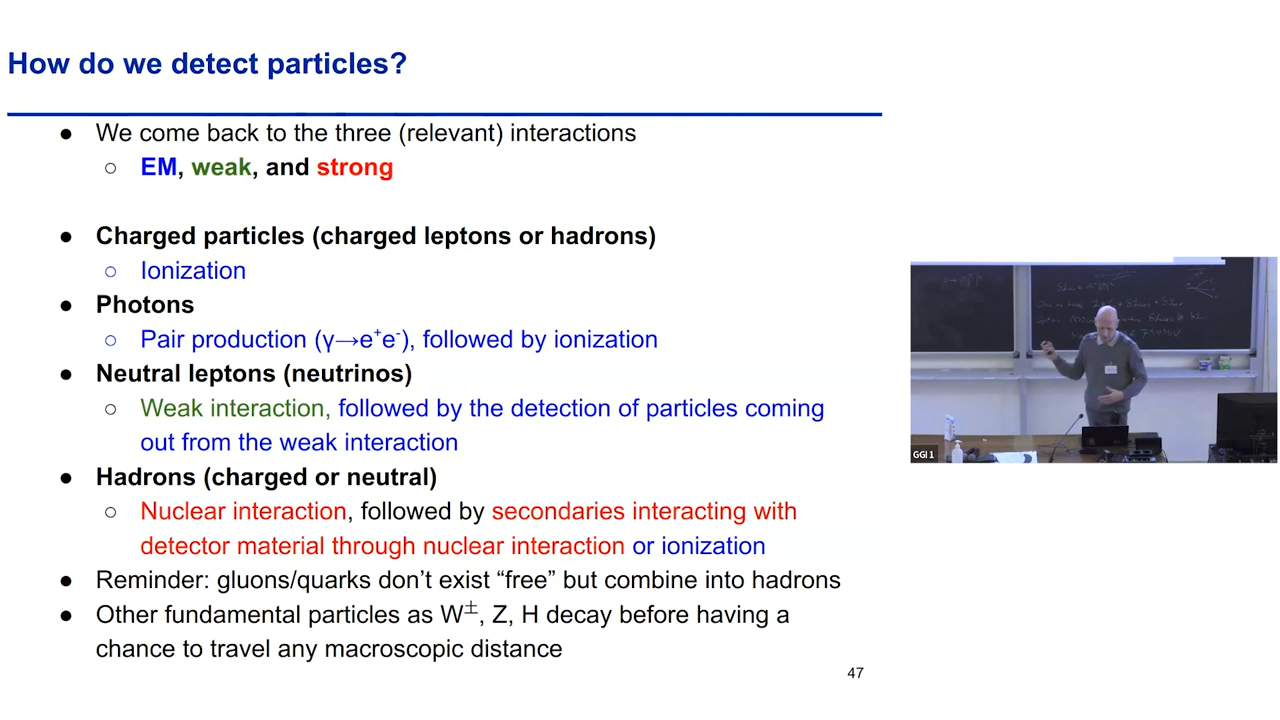 How do we detect particles?
● We come back to the three (relevant) interactions
○ EM, weak, and strong
● Charged particles (charged leptons or hadrons)
○ Ionization
● Photons
○ Pair production (γ→e⁺e⁻), followed by ionization
● Neutral leptons (neutrinos)
○ Weak interaction, followed by the detection of particles coming
out from the weak interaction
● Hadrons (charged or neutral)
○ Nuclear interaction, followed by secondaries interacting with
detector material through nuclear interaction or ionization
● Reminder: gluons/quarks don’t exist “free” but combine into hadrons
● Other fundamental particles as W±, Z, H decay before having a
chance to travel any macroscopic distance
47
GGI 1